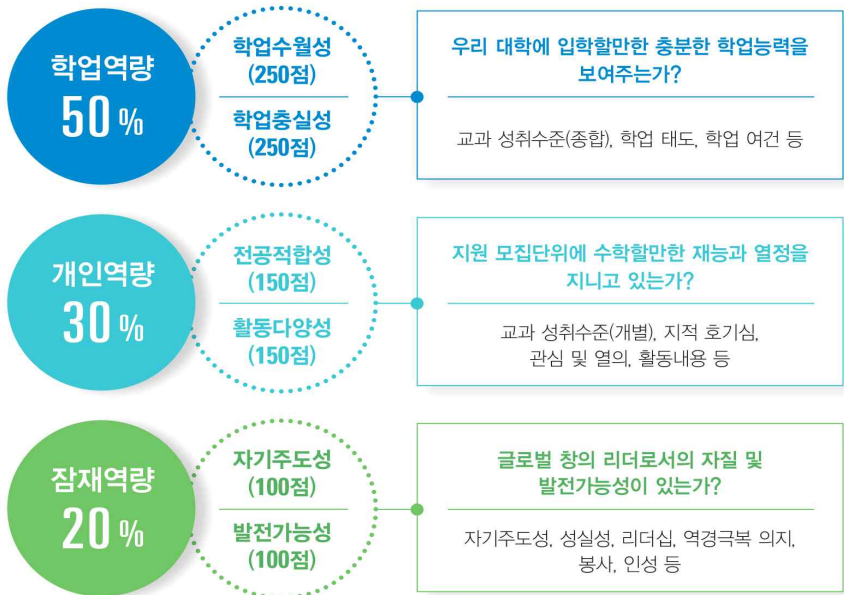 학업역량
50 %
학업수월성
(250점)
학업충실성
(250점)
우리 대학에 입학할만한 충분한 학업능력을
보여주는가?
교과 성취수준(종합), 학업 태도, 학업 여건 등
개인역량
30 %
전공적합성
(150점)
활동다양성
(150점)
지원 모집단위에 수학할만한 재능과 열정을
지니고 있는가?
교과 성취수준(개별), 지적 호기심,
관심 및 열의, 활동내용 등
잠재역량
20 %
자기주도성
(100점)
발전가능성
(100점)
글로벌 창의 리더로서의 자질 및
발전가능성이 있는가?
자기주도성, 성실성, 리더십, 역경극복 의지,
봉사, 인성 등